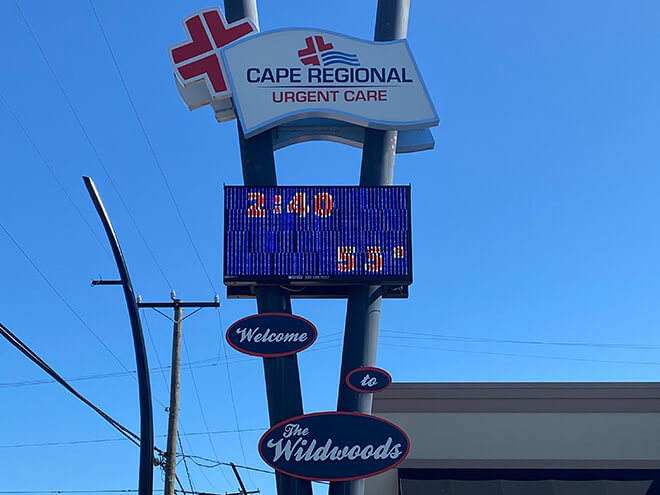 CAPE REGIONAL
URGENT CARE
2:40
55°
Welcome
to
The
Wildwoods